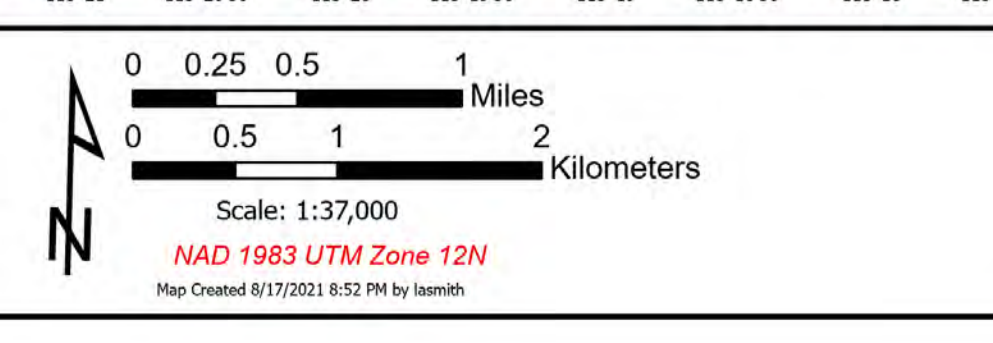 0 0.25 0.5 1
Miles
0 0.5 1 2
Kilometers
N
Scale: 1:37,000
NAD 1983 UTM Zone 12N
Map Created 8/17/2021 8:52 PM by lasmith